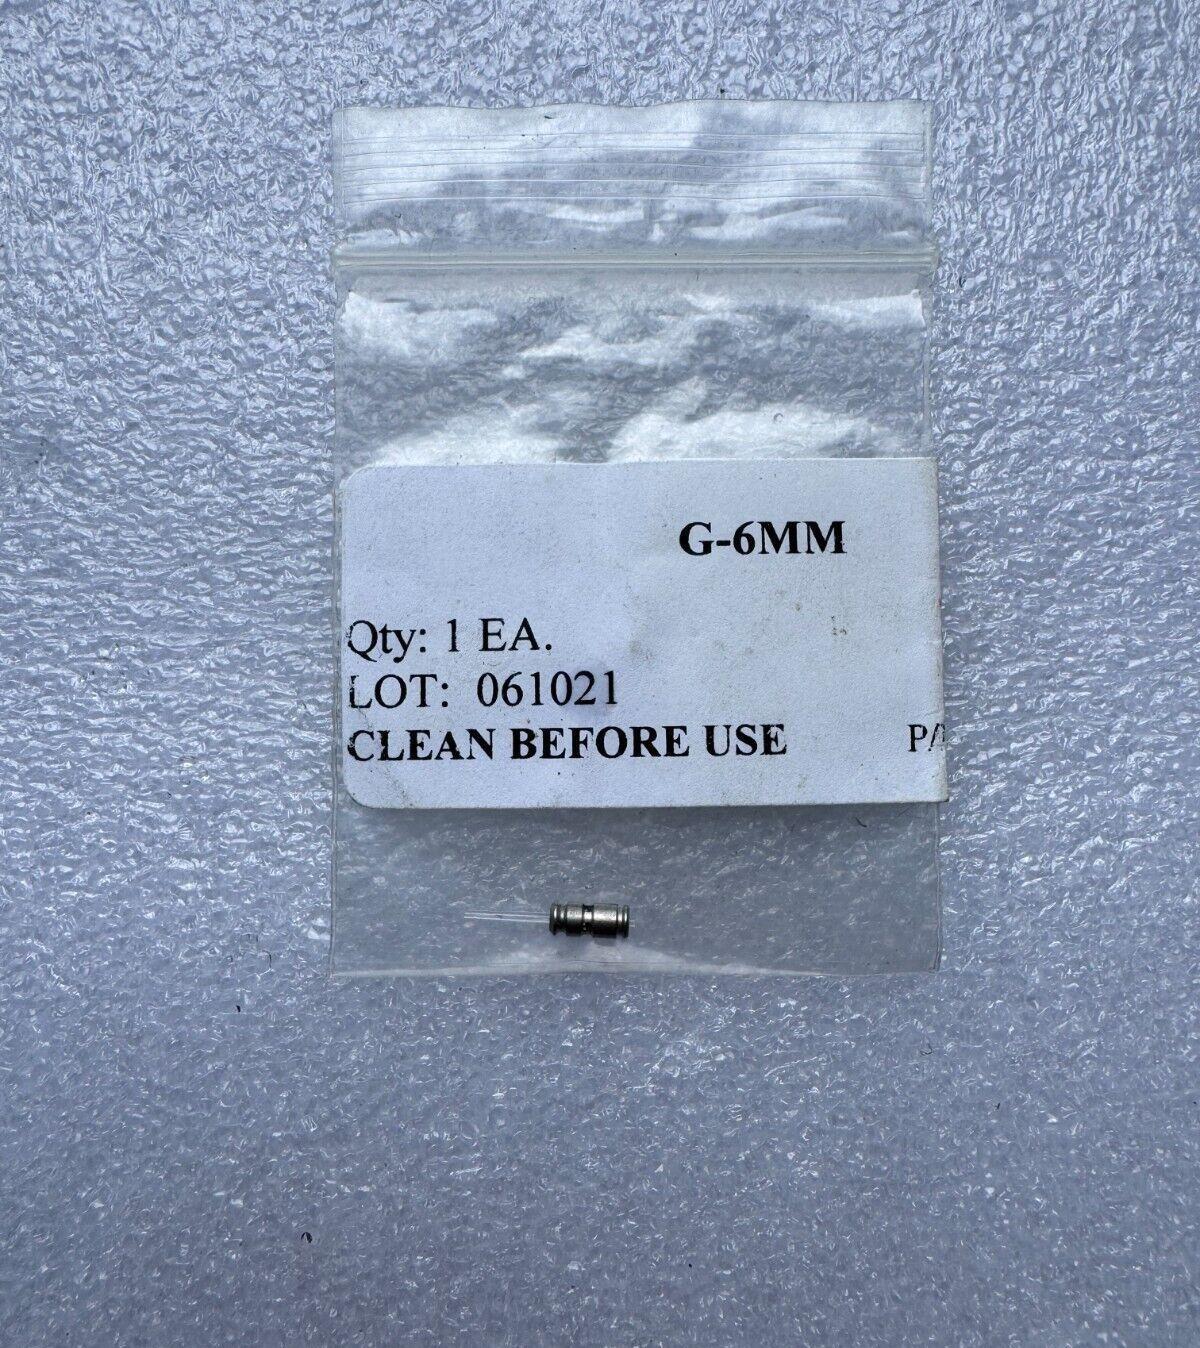 G-6MM
Qty: 1 EA.
LOT: 061021
CLEAN BEFORE USE